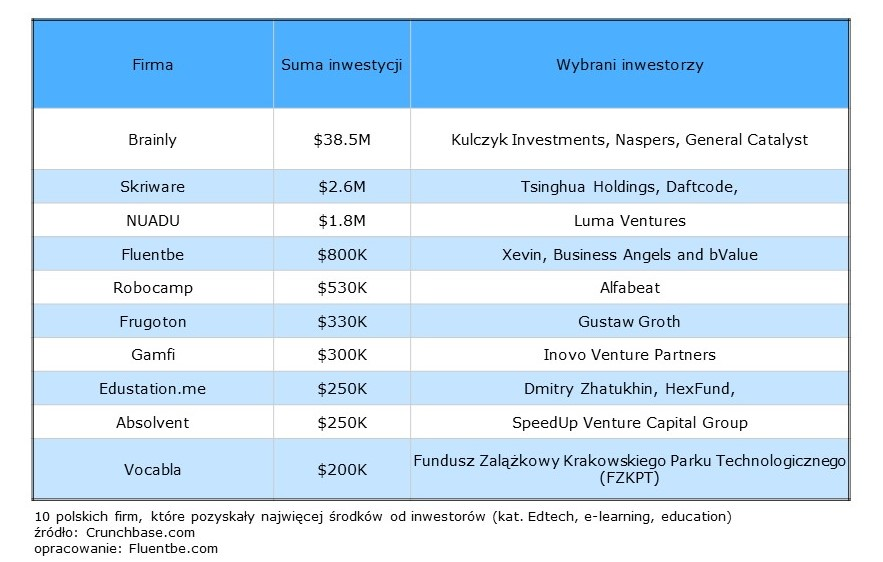 Firma Suma inwestycji Wybrani inwestorzy
Brainly $38.5M Kulczyk Investments, Naspers, General Catalyst
Skriware $2.6M Tsinghua Holdings, Daftcode,
NUADU $1.8M Luma Ventures
Fluentbe $800K Xevin, Business Angels and bValue
Robocamp $530K Alfabeat
Frugoton $330K Gustaw Groth
Gamfi $300K Inovo Venture Partners
Edustation.me $250K Dmitry Zhatukhin, HexFund,
Absolvent $250K SpeedUp Venture Capital Group
Vocabla $200K Fundusz Zalążkowy Krakowskiego Parku Technologicznego
(FZKPT)
10 polskich firm, które pozyskały najwięcej środków od inwestorów (kat. Edtech, e-learning, education)
źródło: Crunchbase.com
opracowanie: Fluentbe.com